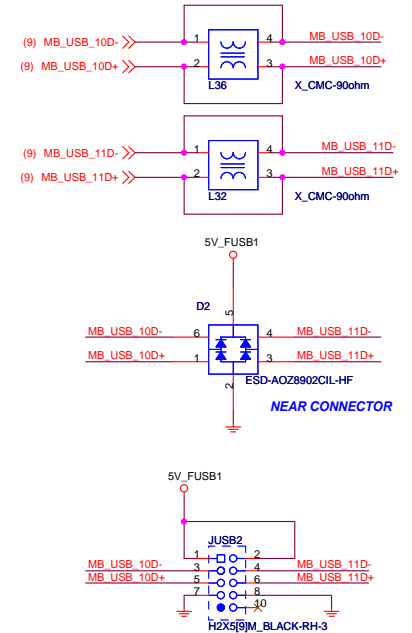 (9) MB_USB_10D- 1 4 MB_USB_10D-
(9) MB_USB_10D+ 2 3 MB_USB_10D+
L36 X_CMC-90ohm
(9) MB_USB_11D- 1 4 MB_USB_11D-
(9) MB_USB_11D+ 2 3 MB_USB_11D+
L32 X_CMC-90ohm
5V_FUSB1
5
D2
MB_USB_10D- 6 4 MB_USB_11D-
MB_USB_10D+ 1 3 MB_USB_11D+
2 ESD-AOZ8902CIL-HF
NEAR CONNECTOR
5V_FUSB1
JUSB2
1 2
MB_USB_10D- 3 4 MB_USB_11D-
MB_USB_10D+ 5 6 MB_USB_11D+
7 8
10
H2X5[9]M_BLACK-RH-3